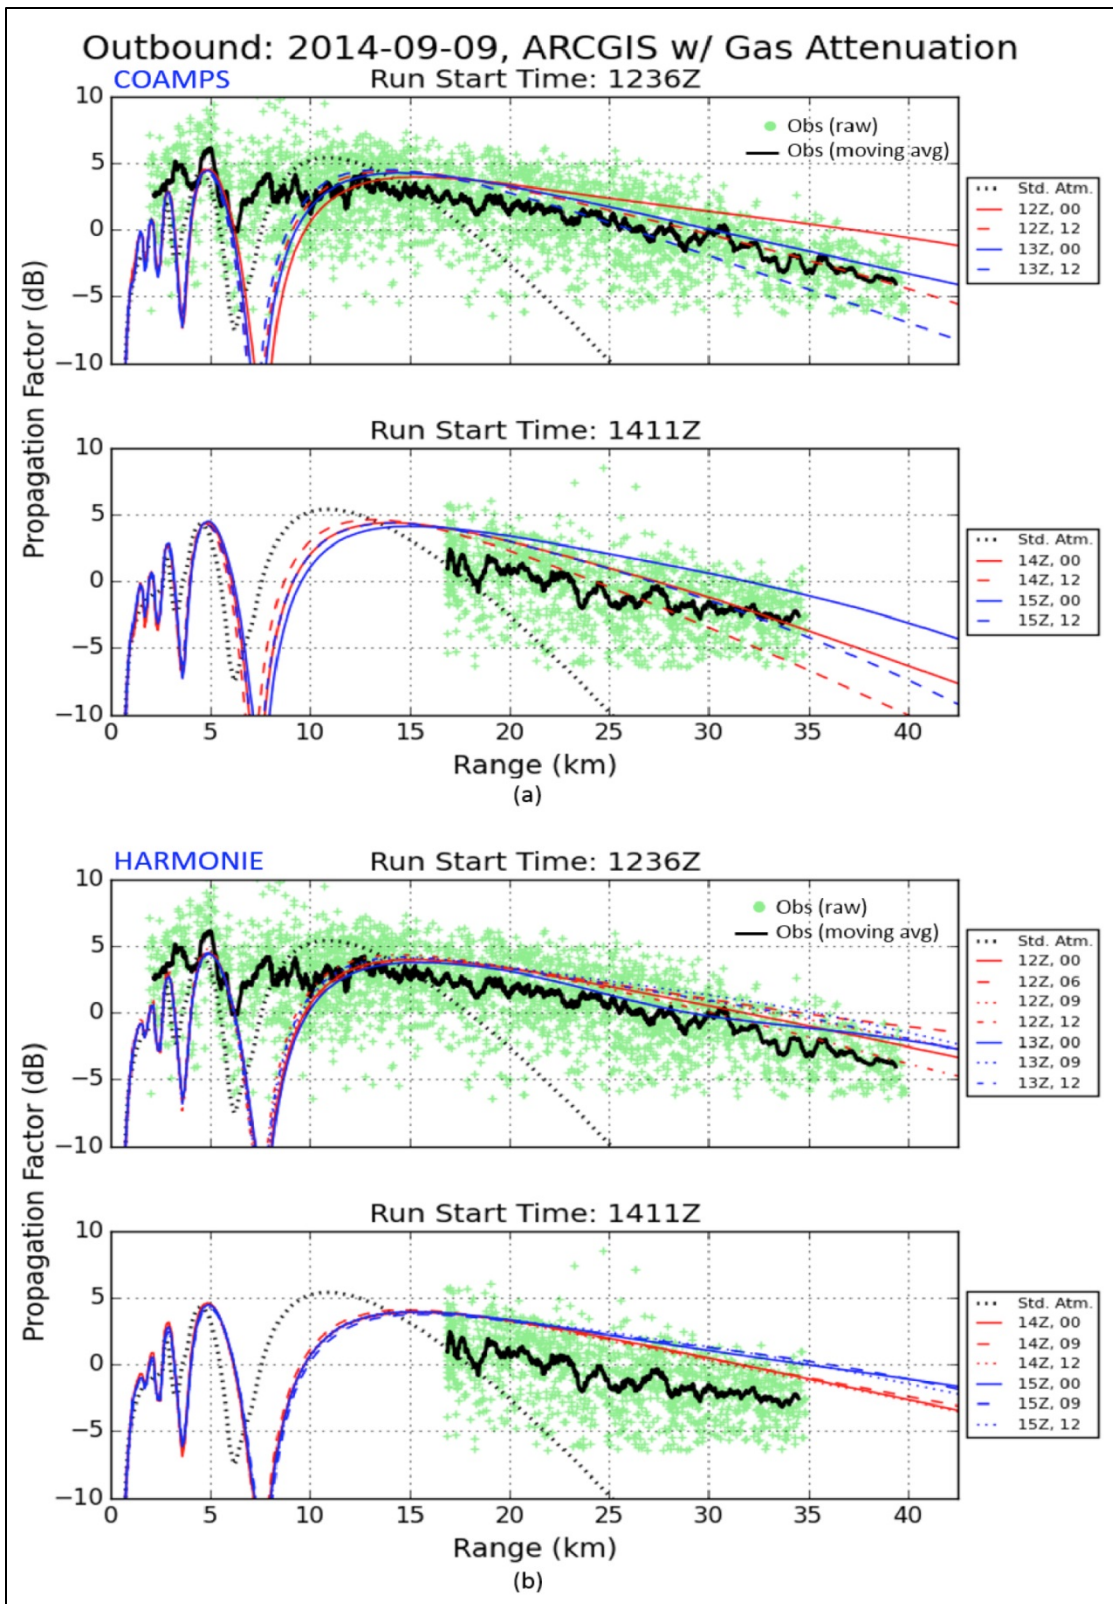 Outbound: 2014-09-09, ARCGIS w/ Gas Attenuation
COAMPS
Run Start Time: 1236Z
10
5
0
−5
−10
Obs (raw)
Obs (moving avg)
Std. Atm.
12Z, 00
12Z, 12
13Z, 00
13Z, 12
Propagation Factor (dB)
Run Start Time: 1411Z
10
5
0
−5
−10
Std. Atm.
14Z, 00
14Z, 12
15Z, 00
15Z, 12
0 5 10 15 20 25 30 35 40
Range (km)
(a)
HARMONIE
Run Start Time: 1236Z
10
5
0
−5
−10
Obs (raw)
Obs (moving avg)
Std. Atm.
12Z, 00
12Z, 06
12Z, 09
12Z, 12
13Z, 00
13Z, 09
13Z, 12
Propagation Factor (dB)
Run Start Time: 1411Z
10
5
0
−5
−10
Std. Atm.
14Z, 00
14Z, 09
14Z, 12
15Z, 00
15Z, 09
15Z, 12
0 5 10 15 20 25 30 35 40
Range (km)
(b)